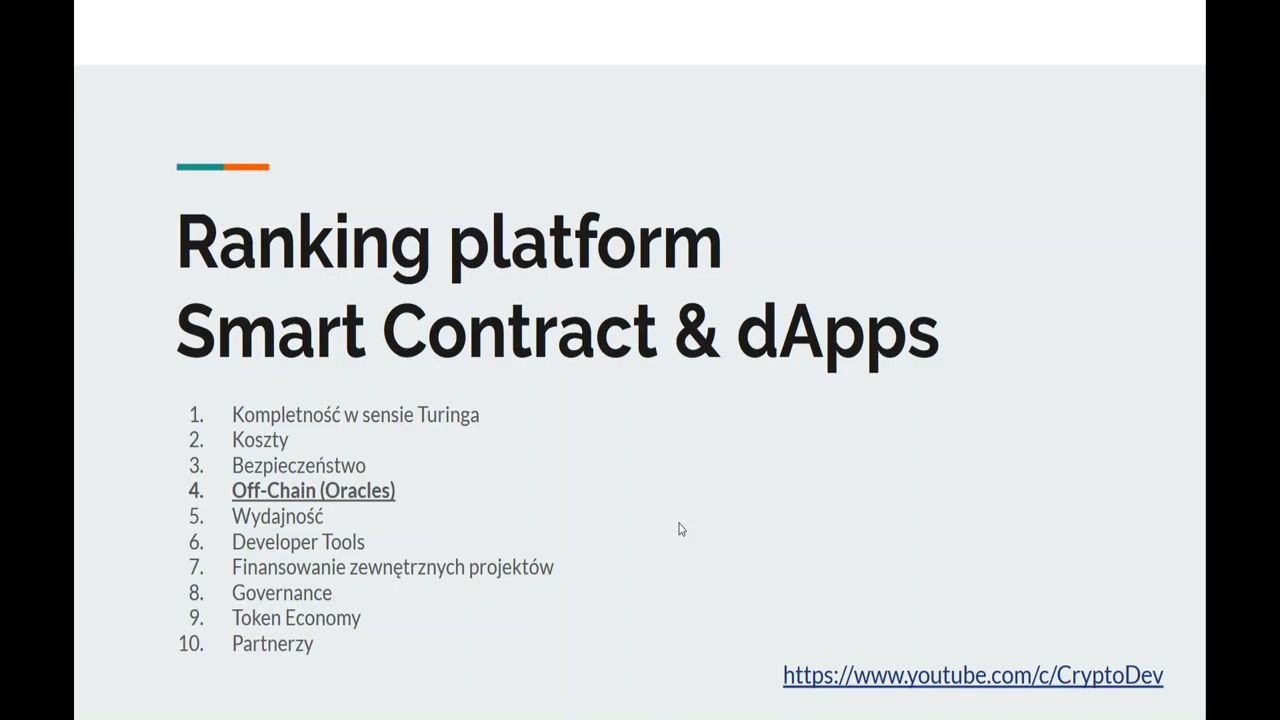 Ranking platform
Smart Contract & dApps
1. Kompletność w sensie Turinga
2. Koszty
3. Bezpieczeństwo
4. Off-Chain (Oracles)
5. Wydajność
6. Developer Tools
7. Finansowanie zewnętrznych projektów
8. Governance
9. Token Economy
10. Partnerzy
https://www.youtube.com/c/CryptoDev